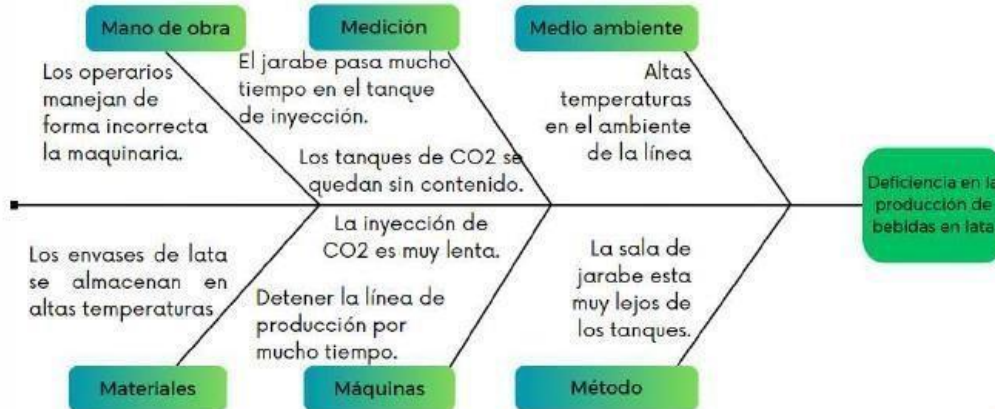 Mano de obra
Medición
Medio ambiente
Los operarios
manejan de
forma incorrecta
la maquinaria.
El jarabe pasa mucho
tiempo en el tanque
de inyección.
Los tanques de CO2 se
quedan sin contenido.
Altas
temperaturas
en el ambiente
de la línea
Deficiencia en la
producción de
bebidas en lata
Los envases de lata
se almacenan en
altas temperaturas
La inyección de
CO2 es muy lenta.
Detener la línea de
producción por
mucho tiempo.
La sala de
jarabe esta
muy lejos de
los tanques.
Materiales
Máquinas
Método